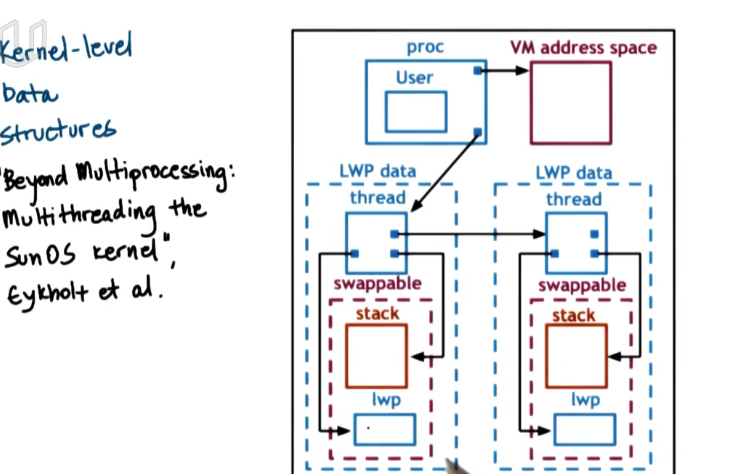 Kernel-level
Data
Structures
"Beyond Multiprocessing:
Multithreading the
SunOS kernel",
Eykholt et al.
proc
VM address space
User
LWP data
LWP data
thread
thread
swappable
swappable
stack
stack
lwp
lwp